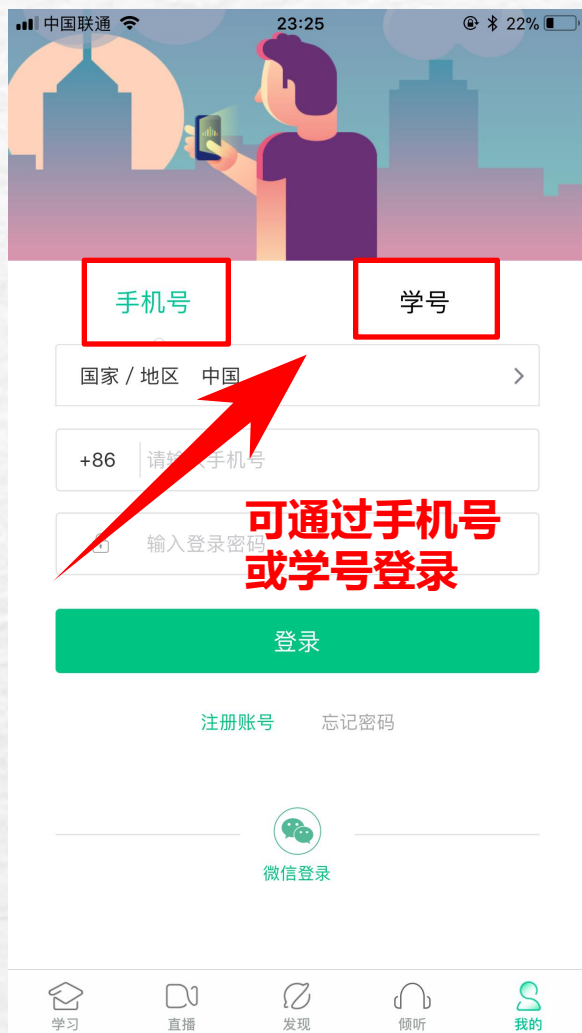 中国联通 23:25 22%
手机号 学号
国家 / 地区 中国
+86 请输入手机号
输入登录密码
可通过手机号
或学号登录
登录
注册账号 忘记密码
微信登录
学习 直播 发现 倾听 我的